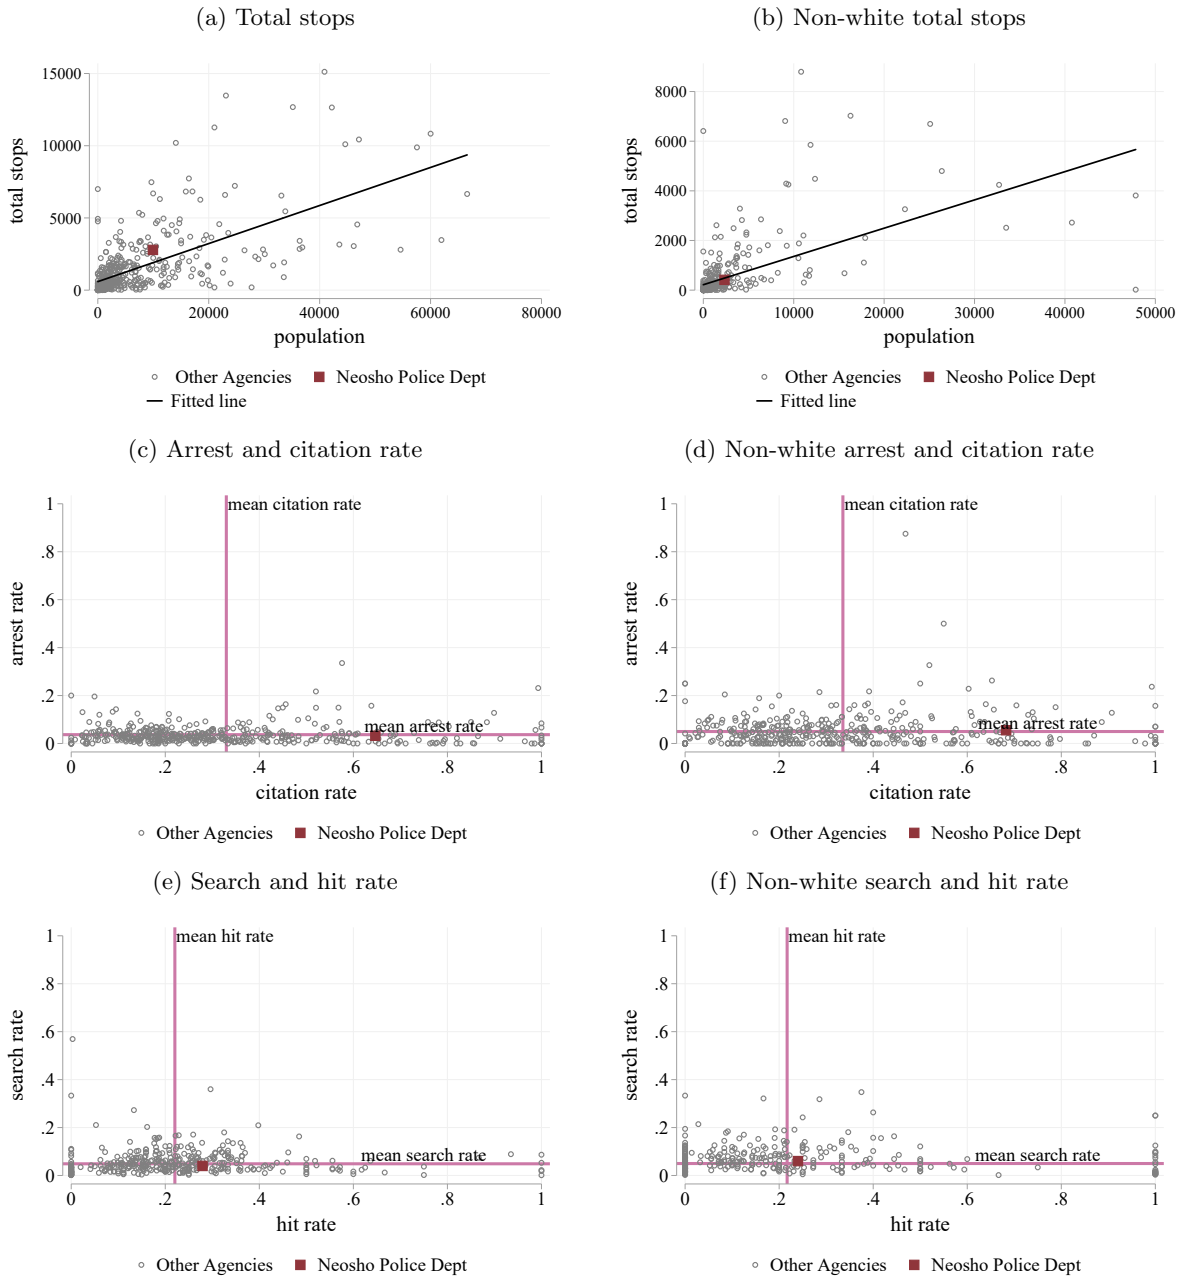 (a) Total stops
(b) Non-white total stops
total stops
15000
10000
5000
0
0 20000 40000 60000 80000
population
Other Agencies Neosho Police Dept
Fitted line
total stops
8000
6000
4000
2000
0
0 10000 20000 30000 40000 50000
population
Other Agencies Neosho Police Dept
Fitted line
(c) Arrest and citation rate
(d) Non-white arrest and citation rate
arrest rate
1
.8
.6
.4
.2
0
mean citation rate
mean arrest rate
0 .2 .4 .6 .8 1
citation rate
Other Agencies Neosho Police Dept
arrest rate
1
.8
.6
.4
.2
0
mean citation rate
mean arrest rate
0 .2 .4 .6 .8 1
citation rate
Other Agencies Neosho Police Dept
(e) Search and hit rate
(f) Non-white search and hit rate
search rate
1
.8
.6
.4
.2
0
mean hit rate
mean search rate
0 .2 .4 .6 .8 1
hit rate
Other Agencies Neosho Police Dept
search rate
1
.8
.6
.4
.2
0
mean hit rate
mean search rate
0 .2 .4 .6 .8 1
hit rate
Other Agencies Neosho Police Dept